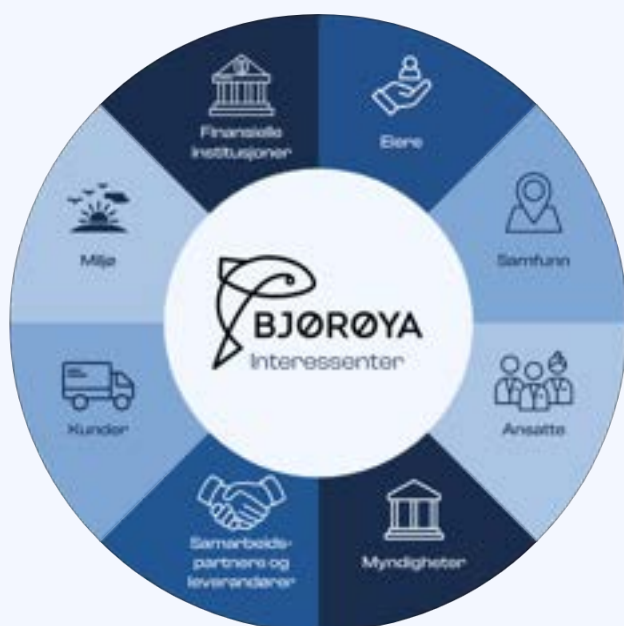 Finansielle
institusjoner
Eiere
Samfunn
Ansatte
Myndigheter
Samarbeids-
partnere og
leverandører
Kunder
Miljø
BJØRØYA
Interessenter